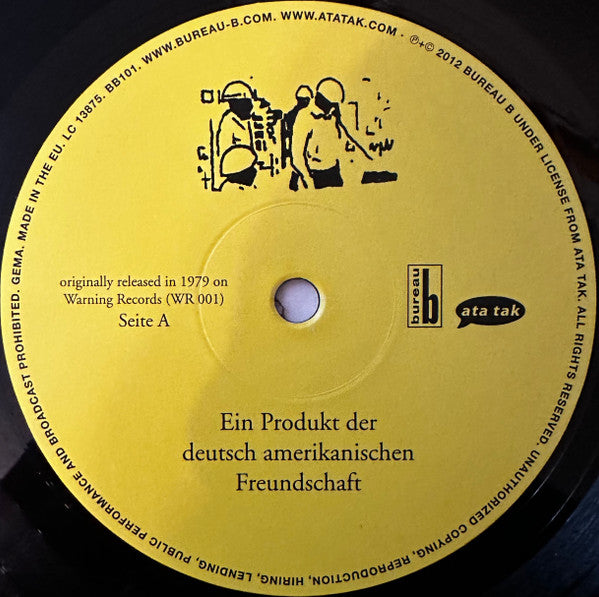 WWW.BUREAU-B.COM. WWW.ATATAK.COM · ℗+© 2012 BUREAU B UNDER LICENSE FROM ATA TAK. ALL RIGHTS RESERVED. UNAUTHORIZED COPYING, REPRODUCTION, HIRING, LENDING, PUBLIC PERFORMANCE AND BROADCAST PROHIBITED. GEMA. MADE IN THE EU. LC 13875. BB101.
originally released in 1979 on
Warning Records (WR 001)
Seite A
bureau b
ata tak
Ein Produkt der
deutsch amerikanischen
Freundschaft